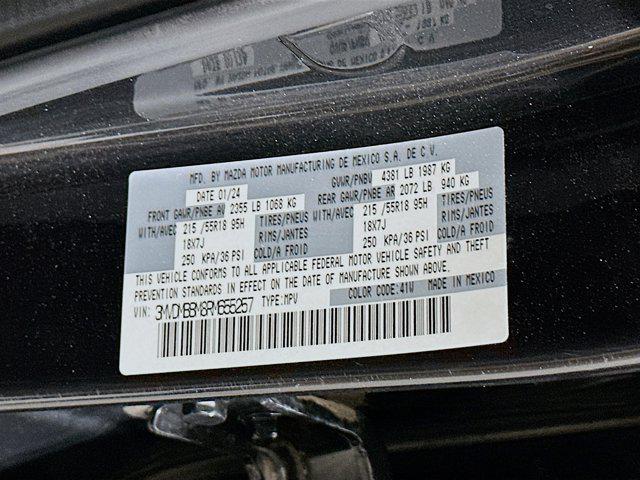 MFD. BY MAZDA MOTOR MANUFACTURING DE MEXICO S.A. DE C.V.
DATE 01/24 GVWR/PNBV 4381 LB 1987 KG
FRONT GAWR/PNBE AV 2355 LB 1068 KG REAR GAWR/PNBE AR 2072 LB 940 KG
WITH/AVEC 215 /55R18 95H TIRES/PNEUS WITH/AVEC 215 /55R18 95H TIRES/PNEUS
18X7J RIMS/JANTES 18X7J RIMS/JANTES
250 KPA/36 PSI COLD/A FROID 250 KPA/36 PSI COLD/A FROID
THIS VEHICLE CONFORMS TO ALL APPLICABLE FEDERAL MOTOR VEHICLE SAFETY AND THEFT
PREVENTION STANDARDS IN EFFECT ON THE DATE OF MANUFACTURE SHOWN ABOVE.
VIN: TYPE:MPV COLOR CODE:41W MADE IN MEXICO